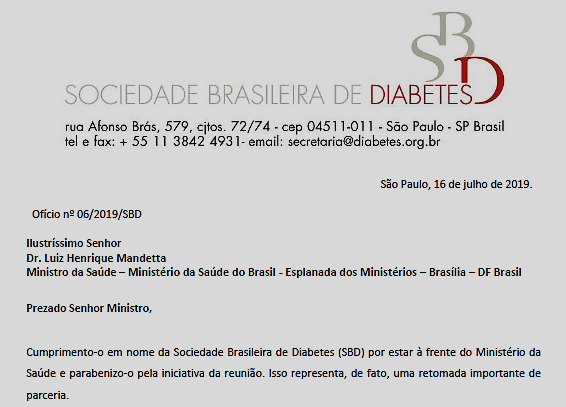 SBD
SOCIEDADE BRASILEIRA DE DIABETES
rua Afonso Brás, 579, cjtos. 72/74 - cep 04511-011 - São Paulo - SP Brasil
tel e fax: + 55 11 3842 4931- email: secretaria@diabetes.org.br
São Paulo, 16 de julho de 2019.
Ofício nº 06/2019/SBD
Ilustríssimo Senhor
Dr. Luiz Henrique Mandetta
Ministro da Saúde – Ministério da Saúde do Brasil - Esplanada dos Ministérios – Brasília – DF Brasil
Prezado Senhor Ministro,
Cumprimento-o em nome da Sociedade Brasileira de Diabetes (SBD) por estar à frente do Ministério da
Saúde e parabenizo-o pela iniciativa da reunião. Isso representa, de fato, uma retomada importante de
parceria.